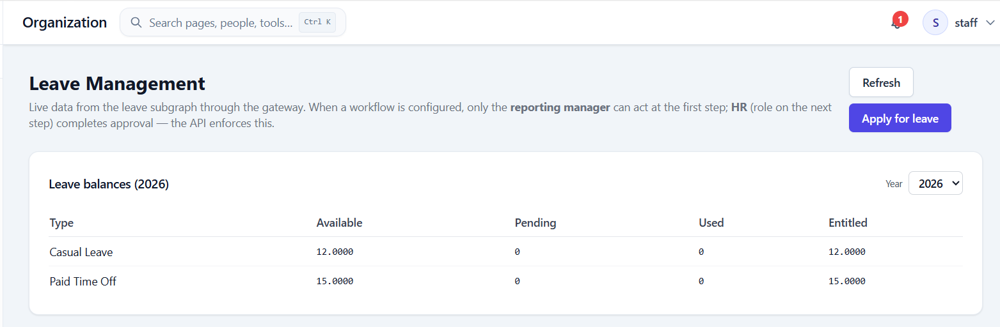 Organization
Search pages, people, tools...
Ctrl K
1
S
staff
Leave Management
Refresh
Live data from the leave subgraph through the gateway. When a workflow is configured, only the reporting manager can act at the first step; HR (role on the next
step) completes approval — the API enforces this.
Apply for leave
Leave balances (2026)
Year
2026
Type Available Pending Used Entitled
Casual Leave 12.0000 0 0 12.0000
Paid Time Off 15.0000 0 0 15.0000